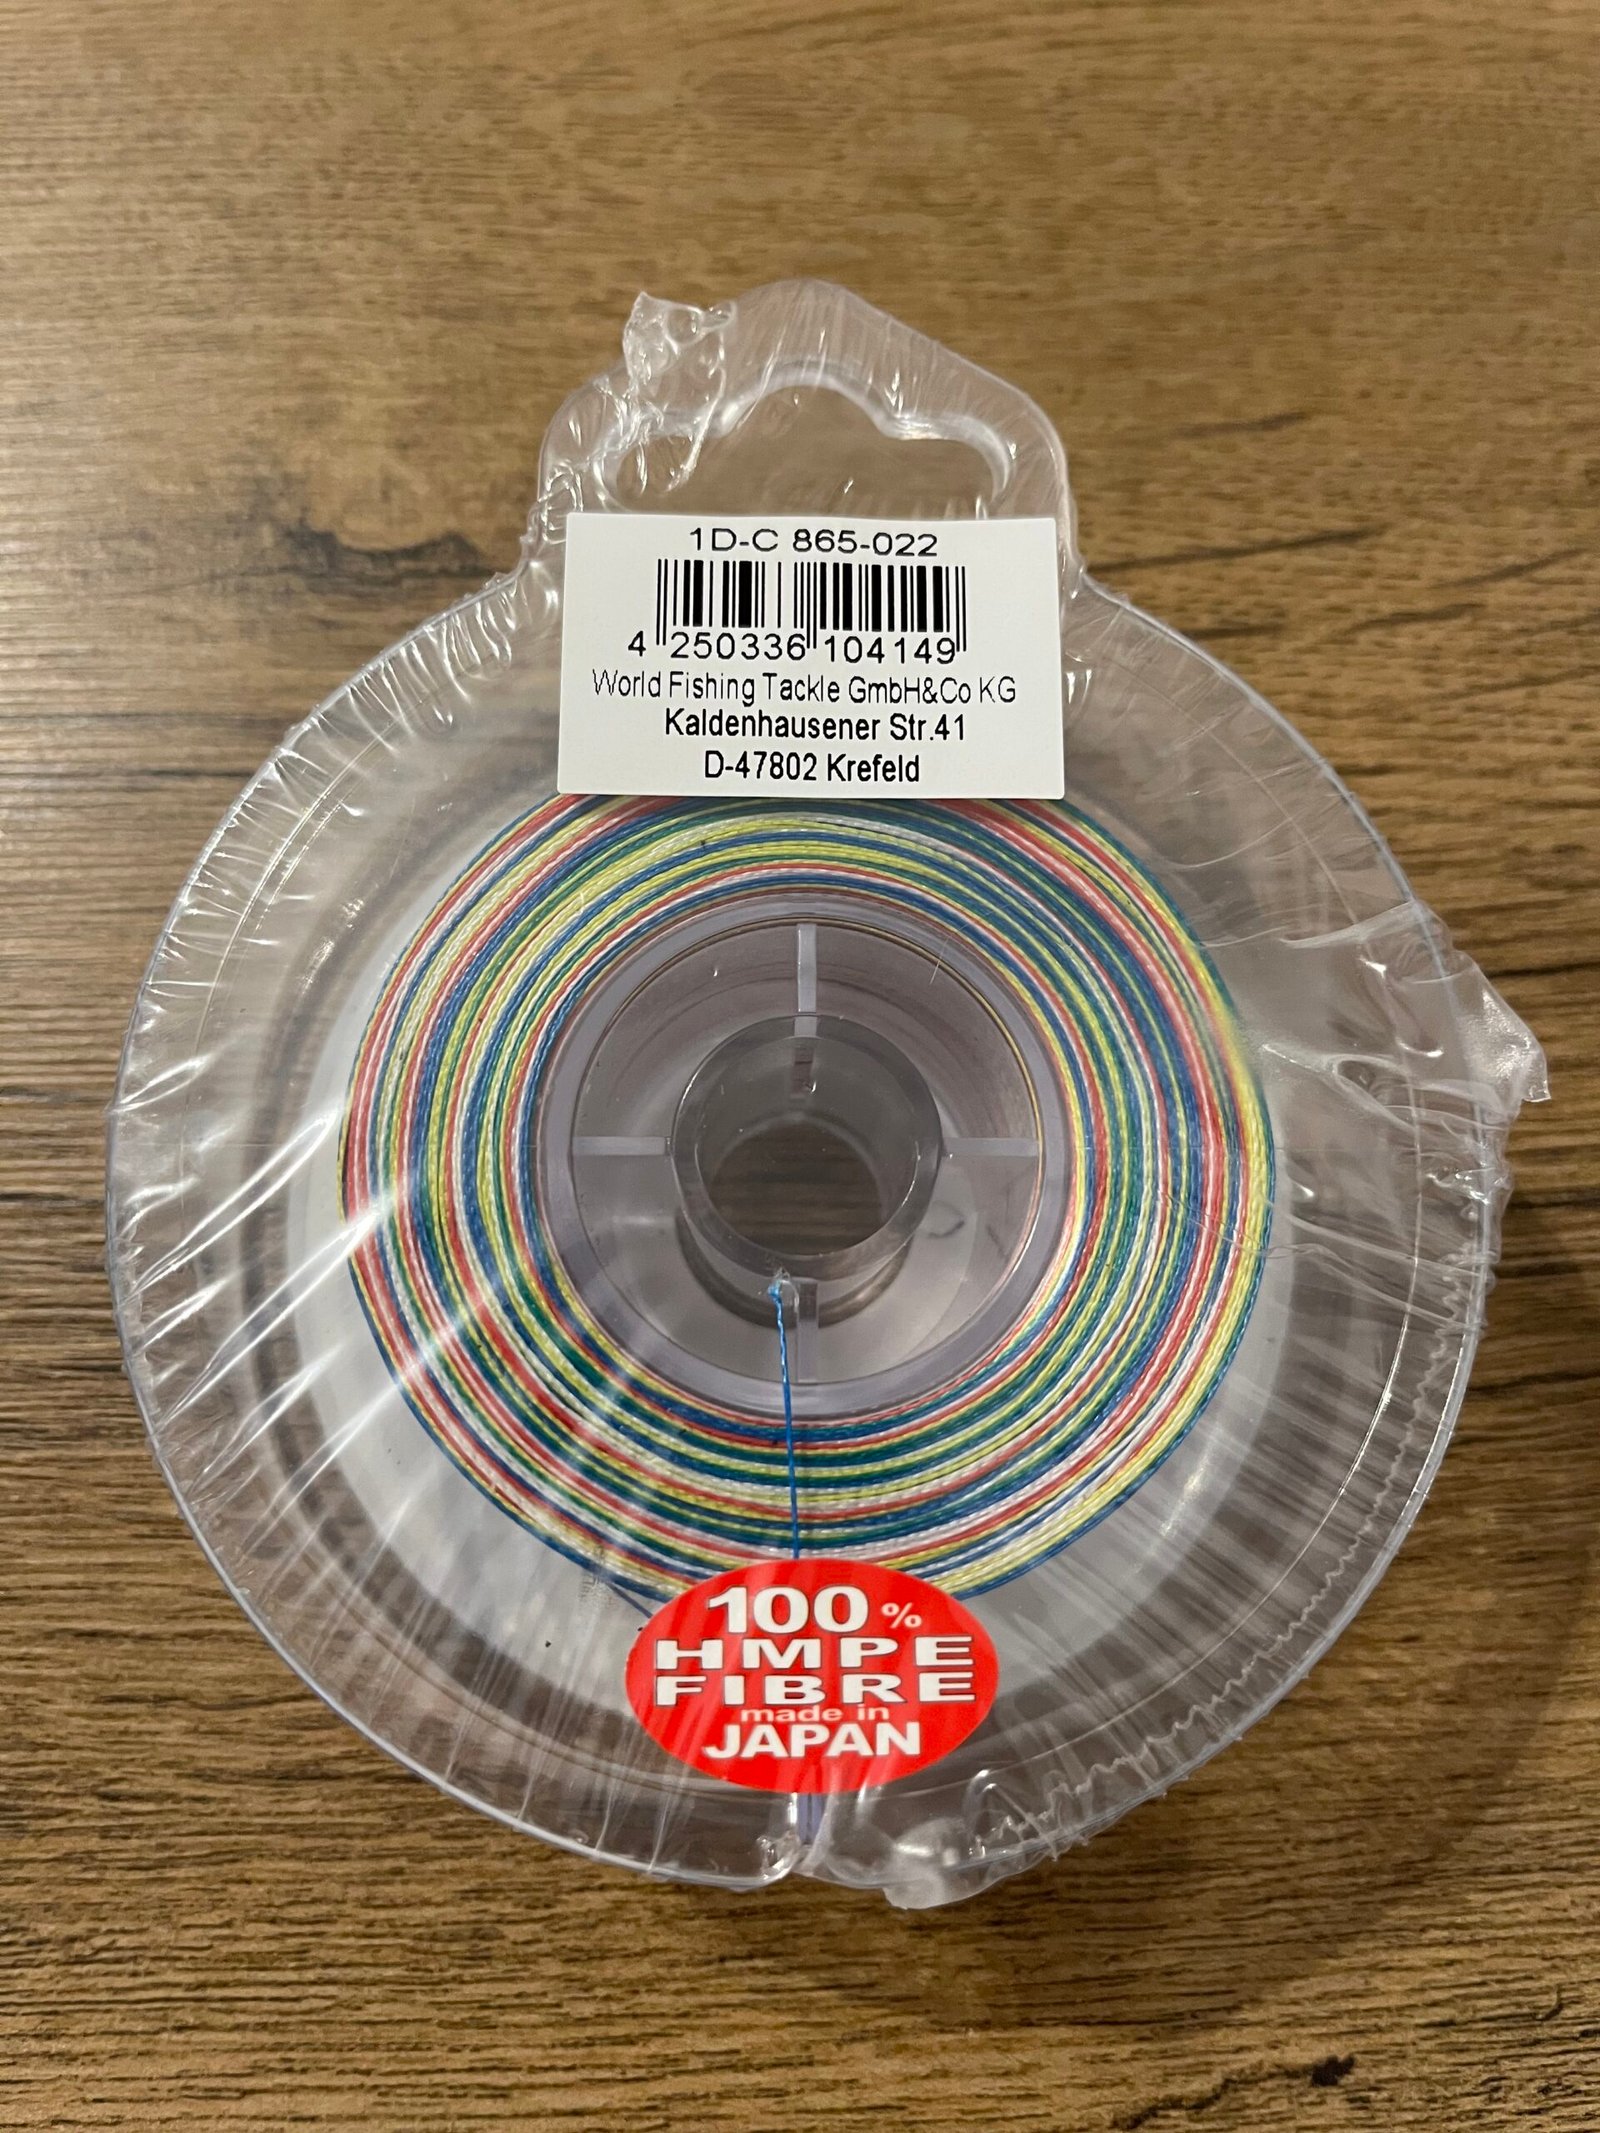 1D-C 865-022
4 250336 104149
World Fishing Tackle GmbH&Co KG
Kaldenhausener Str.41
D-47802 Krefeld
100 %
HMPE
FIBRE
made in
JAPAN